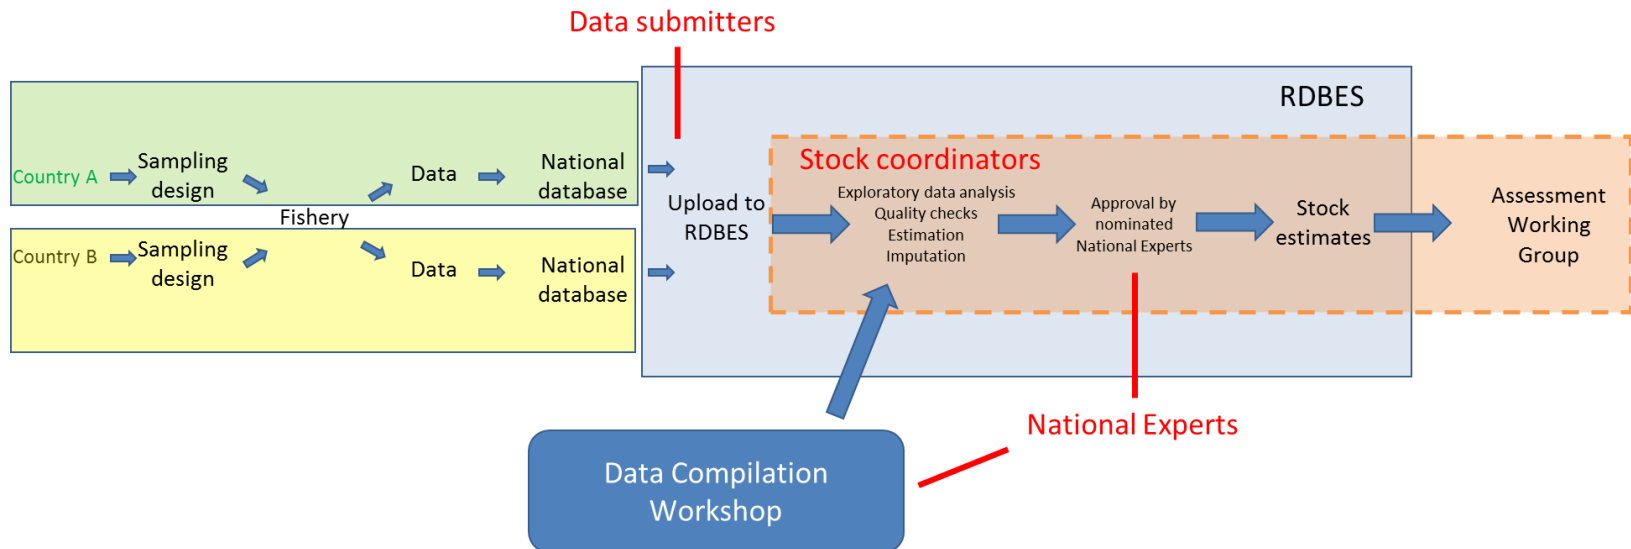 Data submitters
RDBES
Country A
Sampling
design
Data
National
database
Fishery
Country B
Sampling
design
Data
National
database
Upload to
RDBES
Stock coordinators
Exploratory data analysis
Quality checks
Estimation
Imputation
Approval by
nominated
National Experts
Stock
estimates
Assessment
Working
Group
National Experts
Data Compilation
Workshop